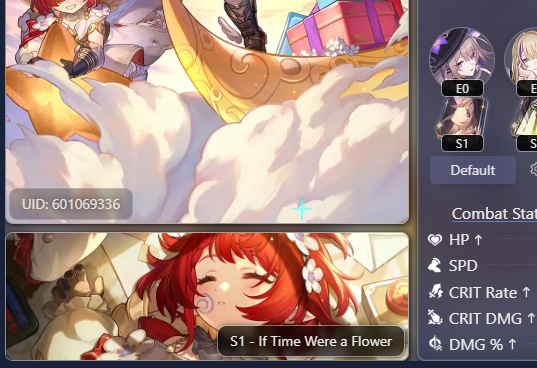 E0
E
S1
S
Default
UID: 601069336
Combat Stat
HP ↑
SPD
CRIT Rate ↑
CRIT DMG ↑
DMG % ↑
S1 - If Time Were a Flower